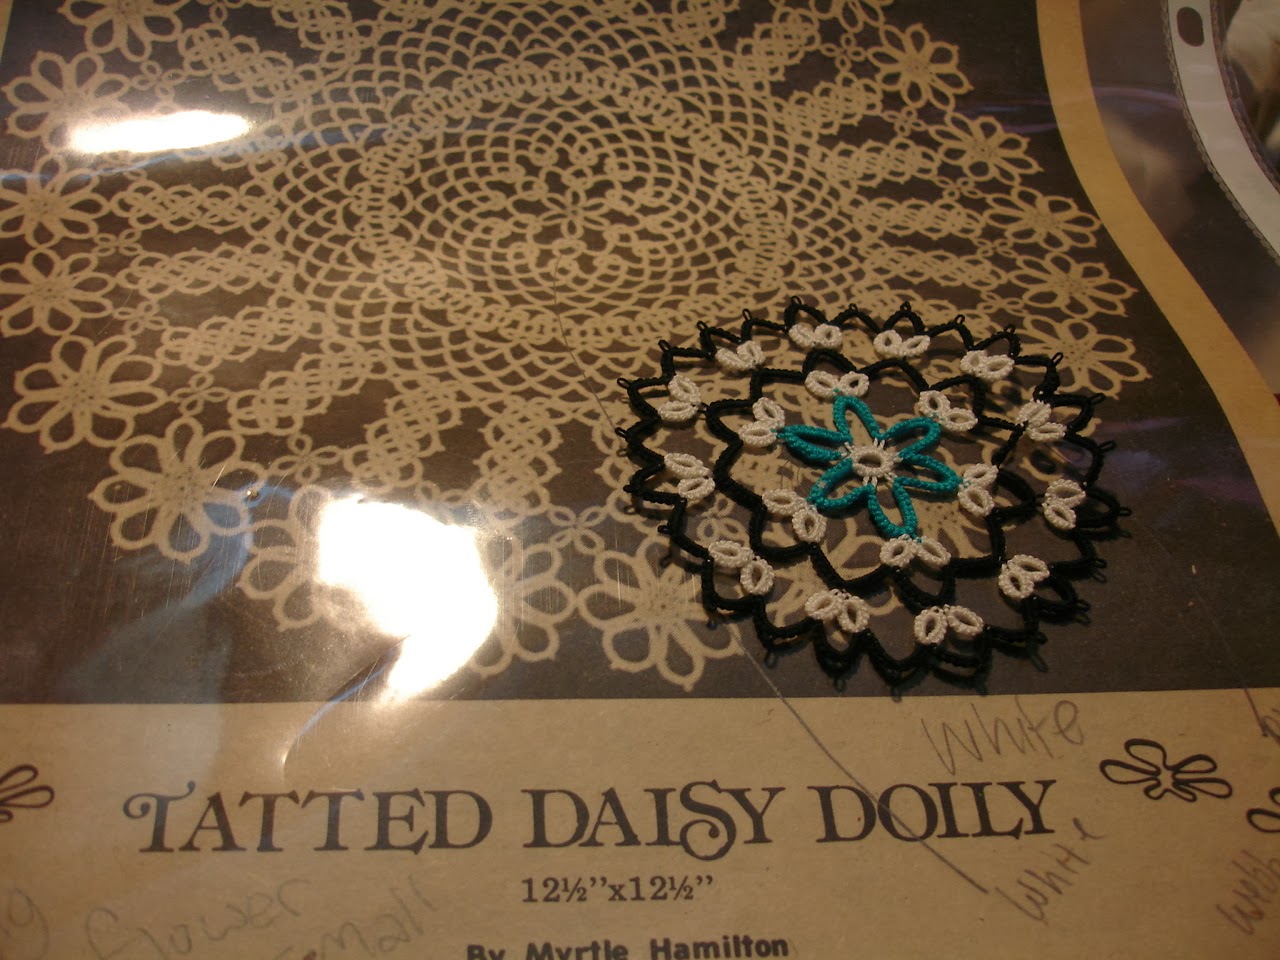 White
TATTED DAISY DOILY
White
12½”x12½”
flower
small
By Myrtle Hamilton